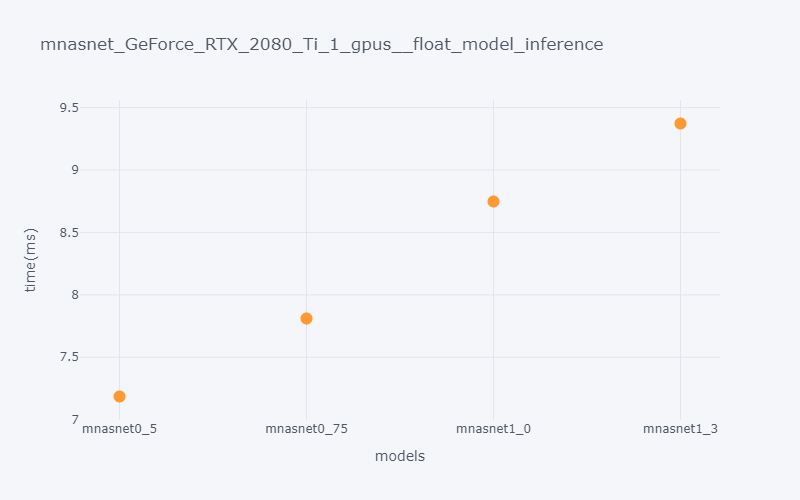 mnasnet_GeForce_RTX_2080_Ti_1_gpus__float_model_inference
9.5
9
8.5
8
7.5
7
time(ms)
mnasnet0_5
mnasnet0_75
mnasnet1_0
mnasnet1_3
models